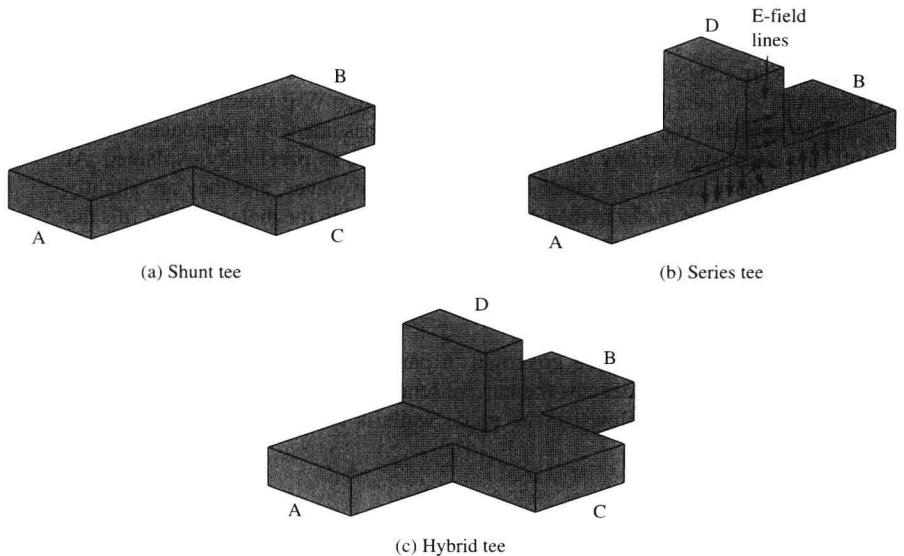 E-field
lines
D
B
B
A
C
A
(a) Shunt tee
(b) Series tee
D
B
A
C
(c) Hybrid tee